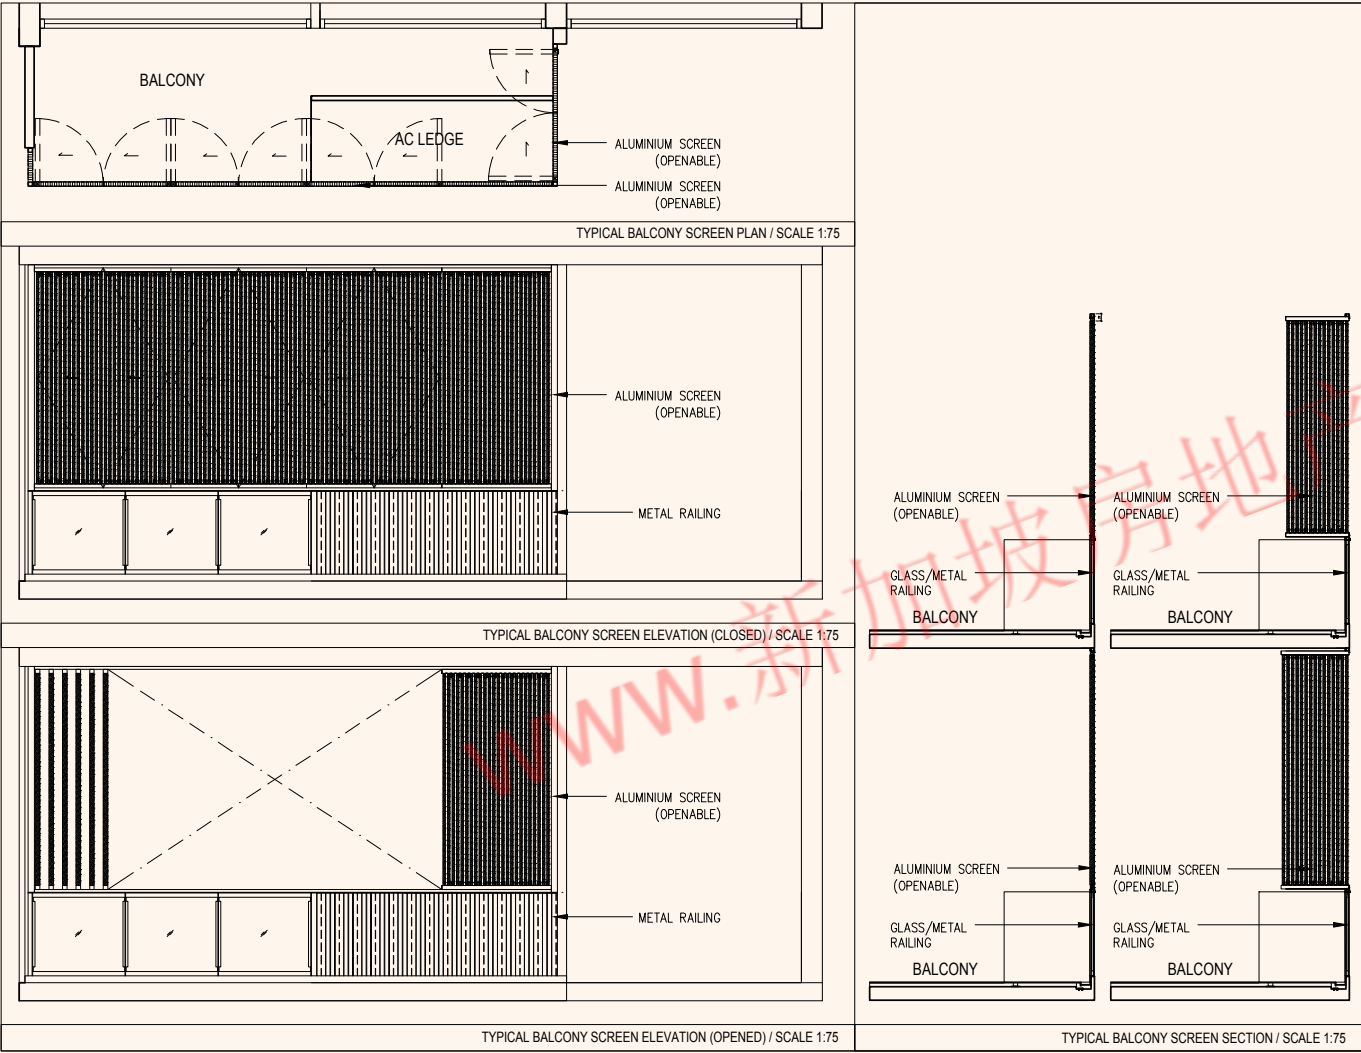 BALCONY
AC LEDGE
ALUMINIUM SCREEN
(OPENABLE)
ALUMINIUM SCREEN
(OPENABLE)
TYPICAL BALCONY SCREEN PLAN / SCALE 1:75
ALUMINIUM SCREEN
(OPENABLE)
METAL RAILING
TYPICAL BALCONY SCREEN ELEVATION (CLOSED) / SCALE 1:75
ALUMINIUM SCREEN
(OPENABLE)
METAL RAILING
TYPICAL BALCONY SCREEN ELEVATION (OPENED) / SCALE 1:75
ALUMINIUM SCREEN
(OPENABLE)
GLASS/METAL
RAILING
BALCONY
ALUMINIUM SCREEN
(OPENABLE)
GLASS/METAL
RAILING
BALCONY
ALUMINIUM SCREEN
(OPENABLE)
GLASS/METAL
RAILING
BALCONY
ALUMINIUM SCREEN
(OPENABLE)
GLASS/METAL
RAILING
BALCONY
TYPICAL BALCONY SCREEN SECTION / SCALE 1:75
www.新加坡房地产